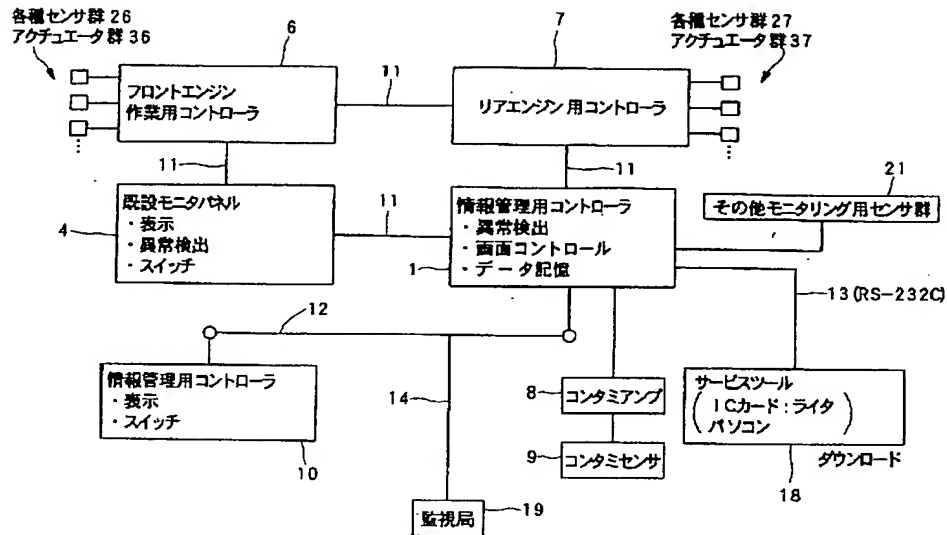 各種センサ群26
アクチュエータ群36
6
7
各種センサ群27
アクチュエータ群37
フロントエンジン
作業用コントローラ
11
リアエンジン用コントローラ
11
11
21
既設モニタパネル
・表示
・異常検出
・スイッチ
4
11
情報管理用コントローラ
・異常検出
・画面コントロール
・データ記憶
1
その他モニタリング用センサ群
13(RS-232C)
12
情報管理用コントローラ
・表示
・スイッチ
10
14
8
コンタミアンプ
9
コンタミセンサ
サービスツール
(ICカード:ライタ
パソコン)
ダウンロード
18
監視局
19